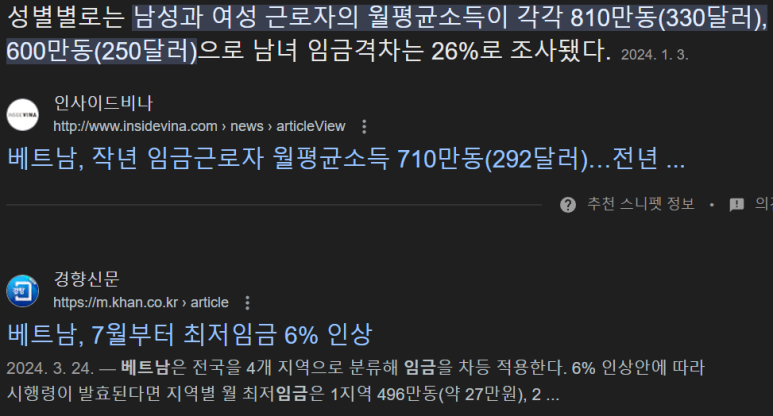 성별별로는 남성과 여성 근로자의 월평균소득이 각각 810만동(330달러),
600만동(250달러)으로 남녀 임금격차는 26%로 조사됐다. 2024. 1. 3.
INSIDEVINA
인사이드비나
http://www.insidevina.com › news › articleView
베트남, 작년 임금근로자 월평균소득 710만동(292달러)...전년 ...
추천 스니펫 정보 • 의
경향신문
경향
https://m.khan.co.kr › article
베트남, 7월부터 최저임금 6% 인상
2024. 3. 24. — 베트남은 전국을 4개 지역으로 분류해 임금을 차등 적용한다. 6% 인상안에 따라
시행령이 발효된다면 지역별 월 최저임금은 1지역 496만동(약 27만원), 2 ...